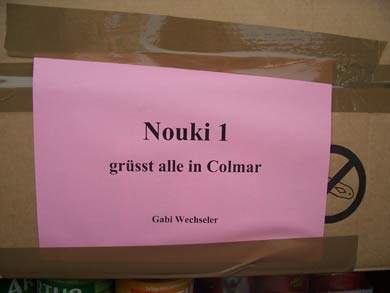 Nouki 1
grüsst alle in Colmar
Gabi Wechseler